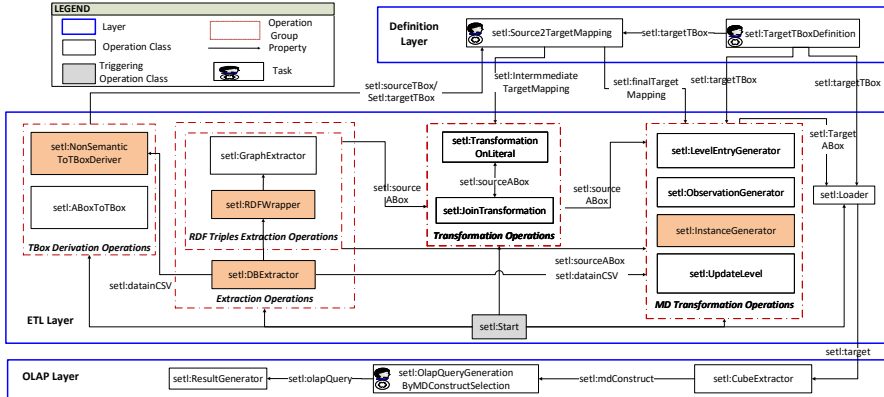 LEGEND
Layer
Operation Class
Triggering
Operation Class
Operation
Group
Property
Task
Definition
Layer
setl:Source2TargetMapping
setl:targetTBox
setl:TargetTBoxDefinition
setl:sourceTBox/
Setl:targetTBox
setl:Intermmediate
TargetMapping
setl:finalTarget
Mapping
setl:targetTBox
setl:targetTBox
setl:NonSemantic
ToTBoxDeriver
setl:ABoxToTBox
TBox Derivation Operations
setl:GraphExtractor
setl:RDFWrapper
RDF Triples Extraction Operations
setl:DBExtractor
Extraction Operations
setl:source
ABox
setl:Transformation
OnLiteral
setl:sourceABox
setl:JoinTransformation
Transformation Operations
setl:source
ABox
setl:LevelEntryGenerator
setl:ObservationGenerator
setl:InstanceGenerator
setl:UpdateLevel
MD Transformation Operations
setl:Target
ABox
setl:Loader
setl:datainCSV
setl:sourceABox
setl:datainCSV
ETL Layer
setl:Start
setl:target
OLAP Layer
setl:ResultGenerator
setl:olapQuery
setl:OlapQueryGeneration
ByMDConstructSelection
setl:mdConstruct
setl:CubeExtractor